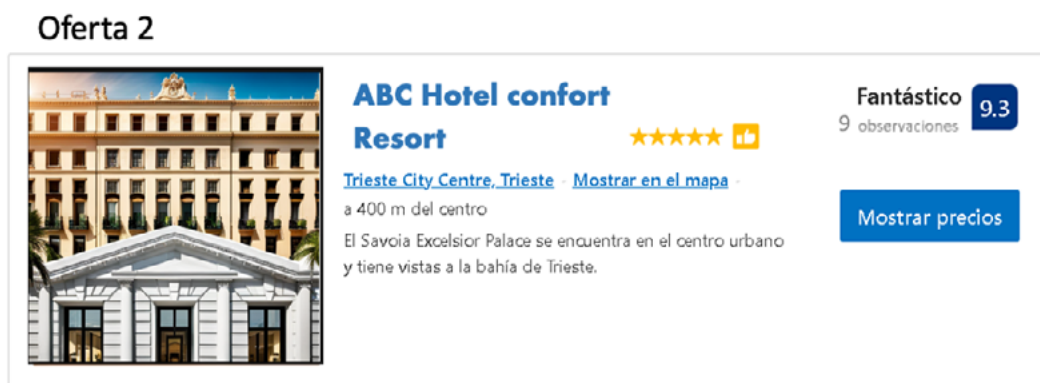 Oferta 2
ABC Hotel confort
Resort
Trieste City Centre, Trieste - Mostrar en el mapa -
a 400 m del centro
El Savoia Excelsior Palace se encuentra en el centro urbano
y tiene vistas a la bahía de Trieste.
Fantástico 9.3
9 observaciones
Mostrar precios